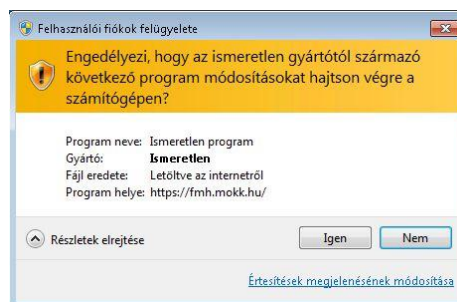 Felhasználói fiókok felügyelete
Engedélyezi, hogy az ismeretlen gyártótól származó
következő program módosításokat hajtson végre a
számítógépen?
Program neve: Ismeretlen program
Gyártó: Ismeretlen
Fájl eredete: Letöltve az internetről
Program helye: https://fmh.mokk.hu/
Részletek elrejtése Igen Nem
Értesítések megjelenésének módosítása